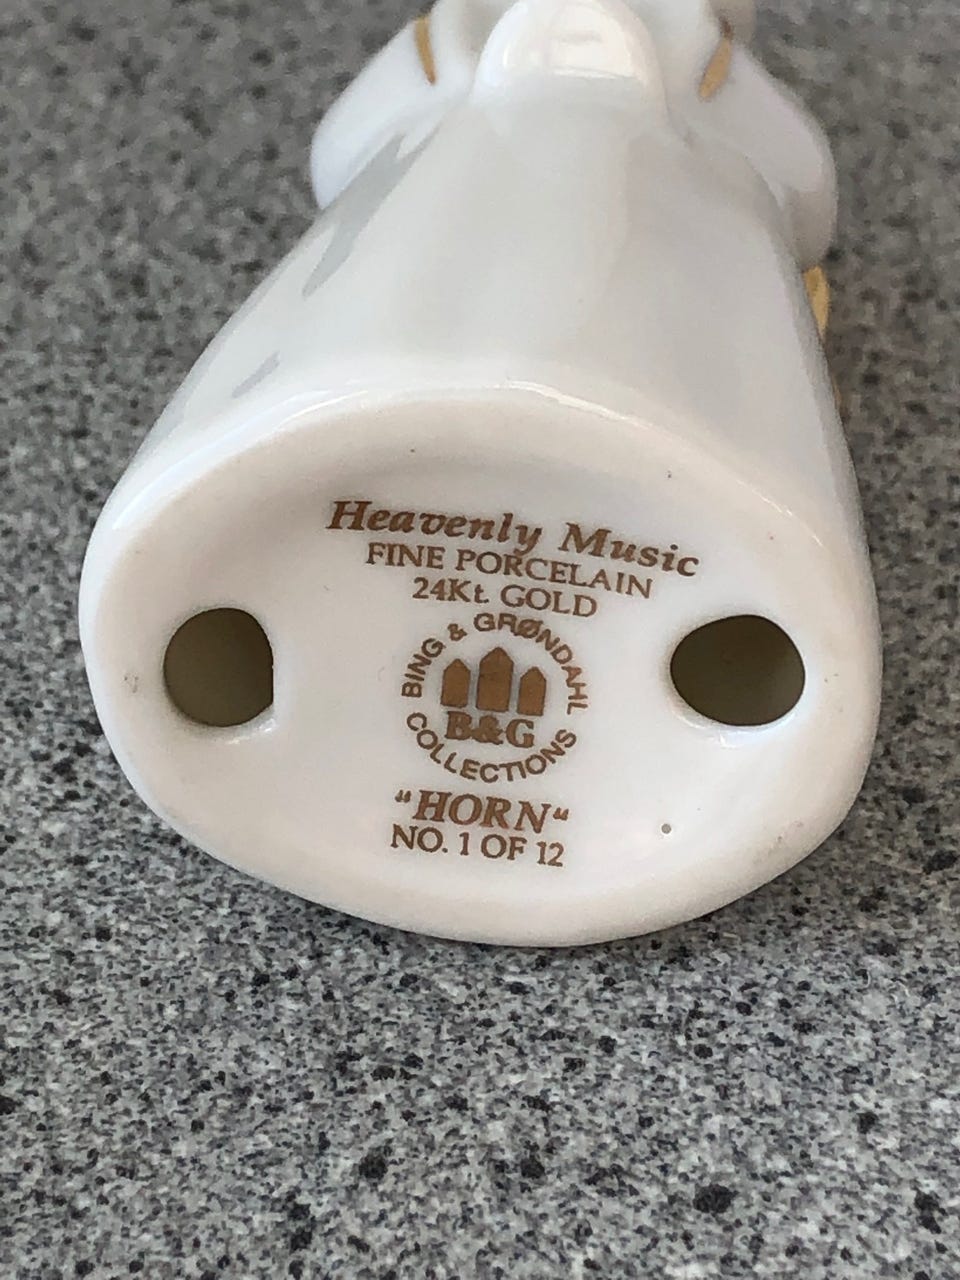 Heavenly Music
FINE PORCELAIN
24Kt. GOLD
BING & GRØNDAHL
B&G
COLLECTIONS
“HORN“
NO. 1 OF 12